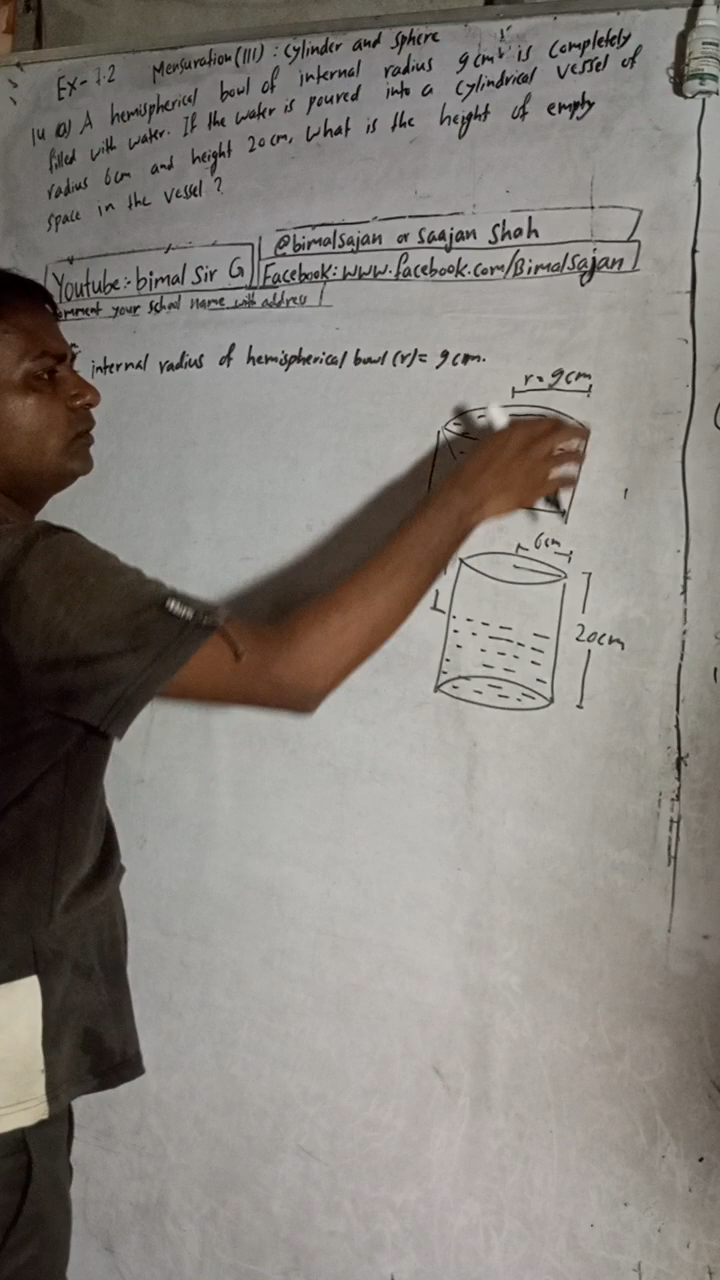 Ex-7.2 Mensuration (III) : Cylinder and Sphere
14 a) A hemispherical bowl of internal radius 9 cm is completely
filled with water. If the water is poured into a cylindrical vessel of
radius 6cm and height 20cm, what is the height of empty
space in the vessel ?
@bimalsajan or saajan shah
Youtube:- bimal Sir G
Facebook: www.facebook.com/Bimalsajan
comment your school name with address
internal radius of hemispherical bowl (r) = 9 cm.
r = 9cm
6cm
20cm